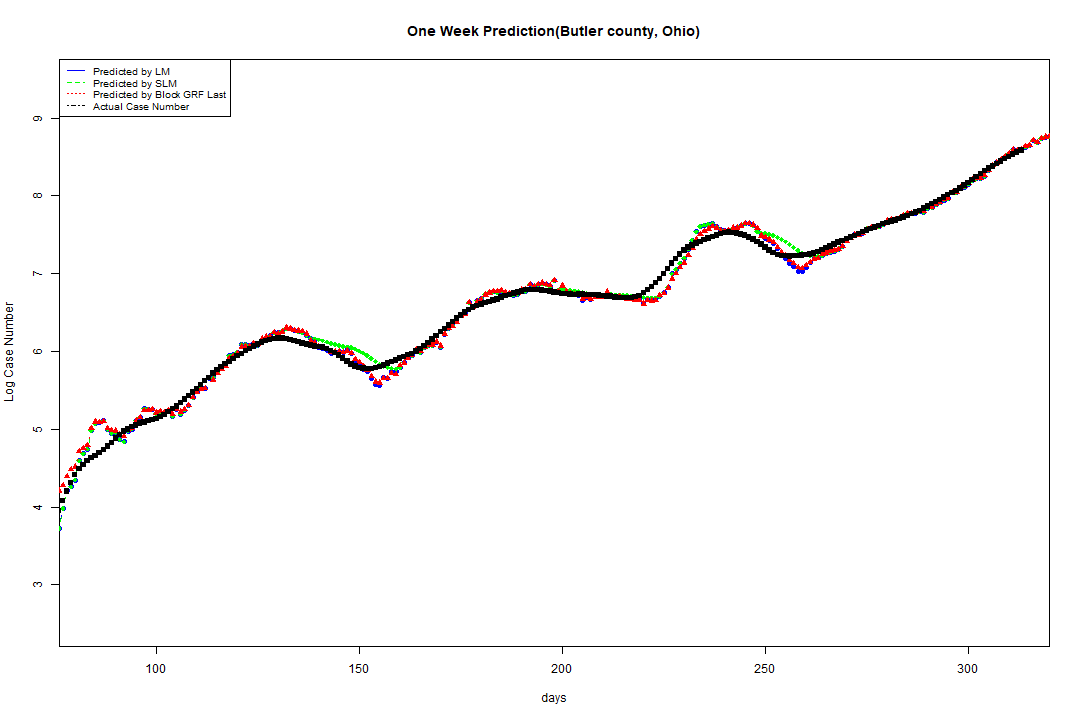 One Week Prediction(Butler county, Ohio)
Predicted by LM
Predicted by SLM
Predicted by Block GRF Last
Actual Case Number
Log Case Number
9
8
7
6
5
4
3
100 150 200 250 300
days